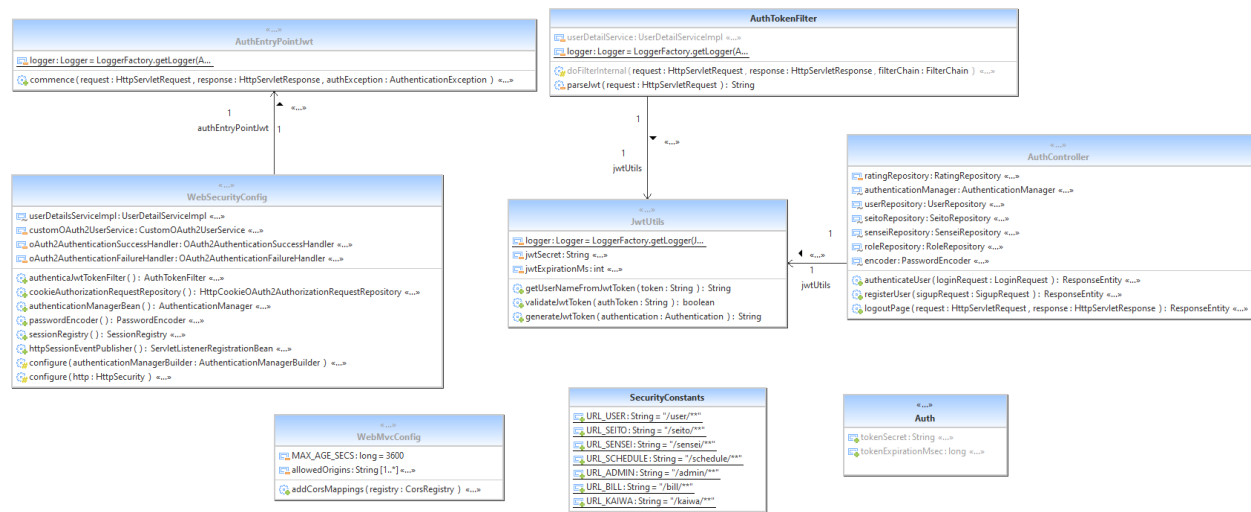 «...»
AuthEntryPointJwt
logger : Logger = LoggerFactory.getLogger(A...
commence ( request : HttpServletRequest , response : HttpServletResponse , authException : AuthenticationException ) «...»
AuthTokenFilter
userDetailService : UserDetailServiceImpl «...»
logger : Logger = LoggerFactory.getLogger(A...
doFilterInternal ( request : HttpServletRequest , response : HttpServletResponse , filterChain : FilterChain ) «...»
parseJwt ( request : HttpServletRequest ) : String
1
«...»
authEntryPointJwt
1
1
«...»
1
jwtUtils
«...»
WebSecurityConfig
userDetailsServiceImpl : UserDetailServiceImpl «...»
customOAuth2UserService : CustomOAuth2UserService «...»
oAuth2AuthenticationSuccessHandler : OAuth2AuthenticationSuccessHandler «...»
oAuth2AuthenticationFailureHandler : OAuth2AuthenticationFailureHandler «...»
authenticaJwtTokenFilter ( ) : AuthTokenFilter «...»
cookieAuthorizationRequestRepository ( ) : HttpCookieOAuth2AuthorizationRequestRepository «...»
authenticationManagerBean ( ) : AuthenticationManager «...»
passwordEncoder ( ) : PasswordEncoder «...»
sessionRegistry ( ) : SessionRegistry «...»
httpSessionEventPublisher ( ) : ServletListenerRegistrationBean «...»
configure ( authenticationManagerBuilder : AuthenticationManagerBuilder ) «...»
configure ( http : HttpSecurity ) «...»
«...»
JwtUtils
logger : Logger = LoggerFactory.getLogger(J...
jwtSecret : String «...»
jwtExpirationMs : int «...»
getUserNameFromJwtToken ( token : String ) : String
validateJwtToken ( authToken : String ) : boolean
generateJwtToken ( authentication : Authentication ) : String
1
«...»
1
jwtUtils
«...»
AuthController
ratingRepository : RatingRepository «...»
authenticationManager : AuthenticationManager «...»
userRepository : UserRepository «...»
seitoRepository : SeitoRepository «...»
senseiRepository : SenseiRepository «...»
roleRepository : RoleRepository «...»
encoder : PasswordEncoder «...»
authenticateUser ( loginRequest : LoginRequest ) : ResponseEntity «...»
registerUser ( sigupRequest : SigupRequest ) : ResponseEntity «...»
logoutPage ( request : HttpServletRequest , response : HttpServletResponse ) : ResponseEntity «...»
«...»
WebMvcConfig
MAX_AGE_SECS : long = 3600
allowedOrigins : String [1..*] «...»
addCorsMappings ( registry : CorsRegistry ) «...»
SecurityConstants
URL_USER : String = "/user/**"
URL_SEITO : String = "/seito/**"
URL_SENSEI : String = "/sensei/**"
URL_SCHEDULE : String = "/schedule/**"
URL_ADMIN : String = "/admin/**"
URL_BILL : String = "/bill/**"
URL_KAIWA : String = "/kaiwa/**"
«...»
Auth
tokenSecret : String «...»
tokenExpirationMsec : long «...»